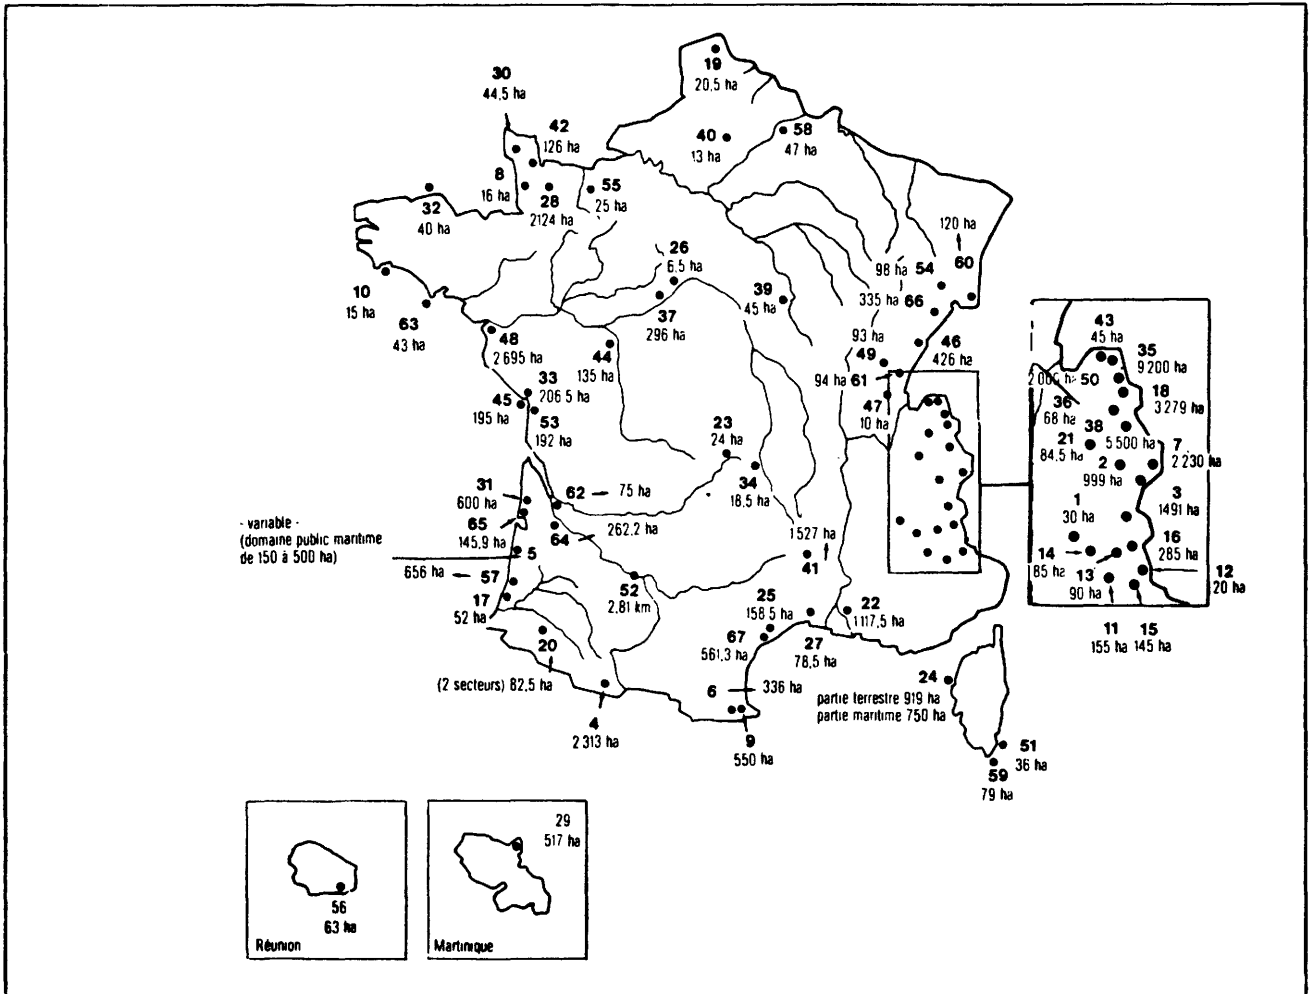 19
20,5 ha
30
44,5 ha
42
126 ha
40
13 ha
58
47 ha
8
16 ha
28
2124 ha
55
25 ha
32
40 ha
120 ha
60
98 ha
54
335 ha
66
26
6,5 ha
39
45 ha
10
15 ha
63
43 ha
37
296 ha
48
2 695 ha
44
135 ha
93 ha
46
426 ha
49
94 ha 61
47
10 ha
33
206 5 ha
45
195 ha
53
192 ha
23
24 ha
34
18,5 ha
31
600 ha
62
75 ha
65
145,9 ha
64
262,2 ha
- variable -
(domaine public maritime
de 150 à 500 ha)
5
1 527 ha
41
656 ha
57
17
52 ha
52
2,81 km
25
158 5 ha
22
1 117,5 ha
67
561,3 ha
27
78,5 ha
20
(2 secteurs) 82,5 ha
6
336 ha
4
2 313 ha
9
550 ha
24
partie terrestre 919 ha
partie maritime 750 ha
51
36 ha
59
79 ha
43
45 ha
35
9 200 ha
50
18
3 279 ha
36
68 ha
38
5 500 ha
21
84,5 ha
7
2 230 ha
2
999 ha
3
1491 ha
1
30 ha
16
285 ha
14
85 ha
13
90 ha
12
20 ha
11
155 ha
15
145 ha
56
63 ha
Réunion
29
517 ha
Martinique